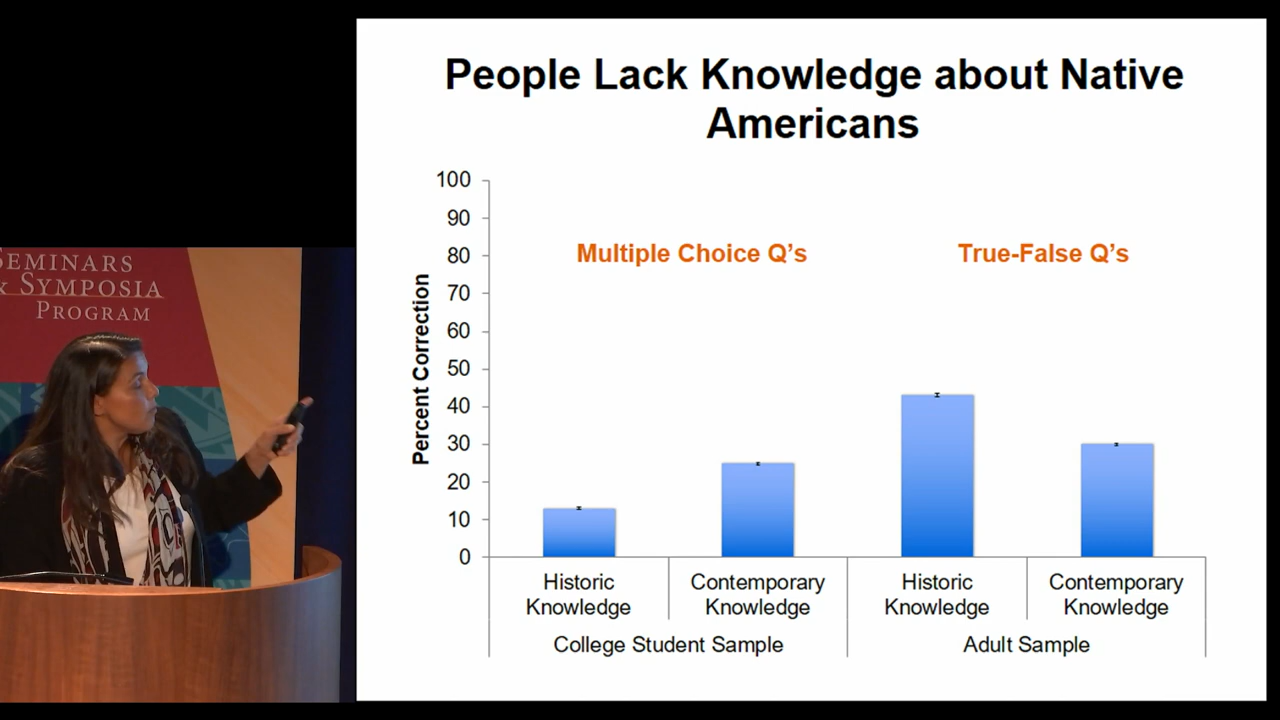 SEMINARS
& SYMPOSIA
PROGRAM
People Lack Knowledge about Native
Americans
Percent Correction
100
90
80
70
60
50
40
30
20
10
0
Multiple Choice Q’s
True-False Q’s
Historic
Knowledge
Contemporary
Knowledge
Historic
Knowledge
Contemporary
Knowledge
College Student Sample
Adult Sample